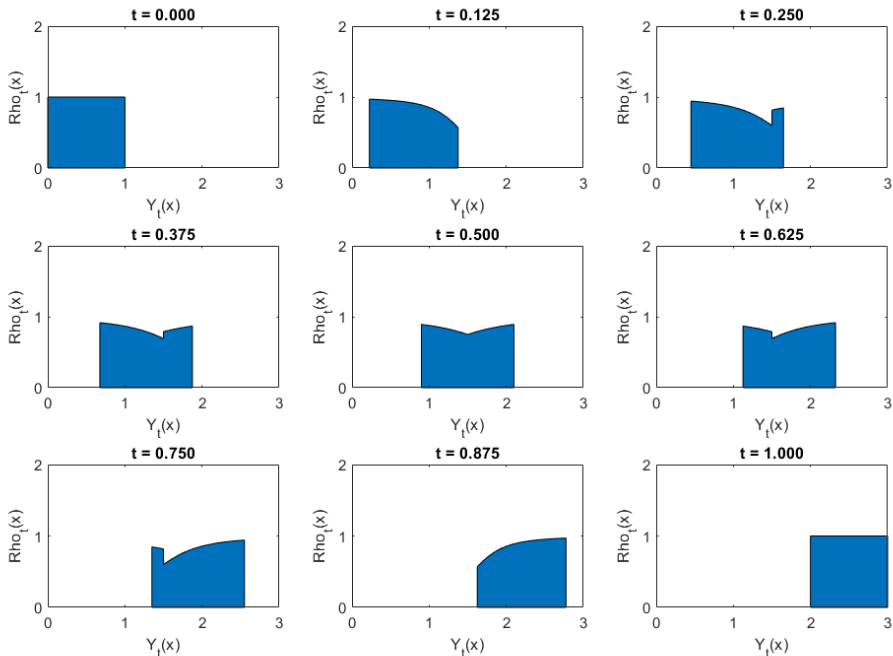 t = 0.000
2
1
0
0 1 2 3
Rho_t(x)
Y_t(x)
t = 0.125
2
1
0
0 1 2 3
Rho_t(x)
Y_t(x)
t = 0.250
2
1
0
0 1 2 3
Rho_t(x)
Y_t(x)
t = 0.375
2
1
0
0 1 2 3
Rho_t(x)
Y_t(x)
t = 0.500
2
1
0
0 1 2 3
Rho_t(x)
Y_t(x)
t = 0.625
2
1
0
0 1 2 3
Rho_t(x)
Y_t(x)
t = 0.750
2
1
0
0 1 2 3
Rho_t(x)
Y_t(x)
t = 0.875
2
1
0
0 1 2 3
Rho_t(x)
Y_t(x)
t = 1.000
2
1
0
0 1 2 3
Rho_t(x)
Y_t(x)